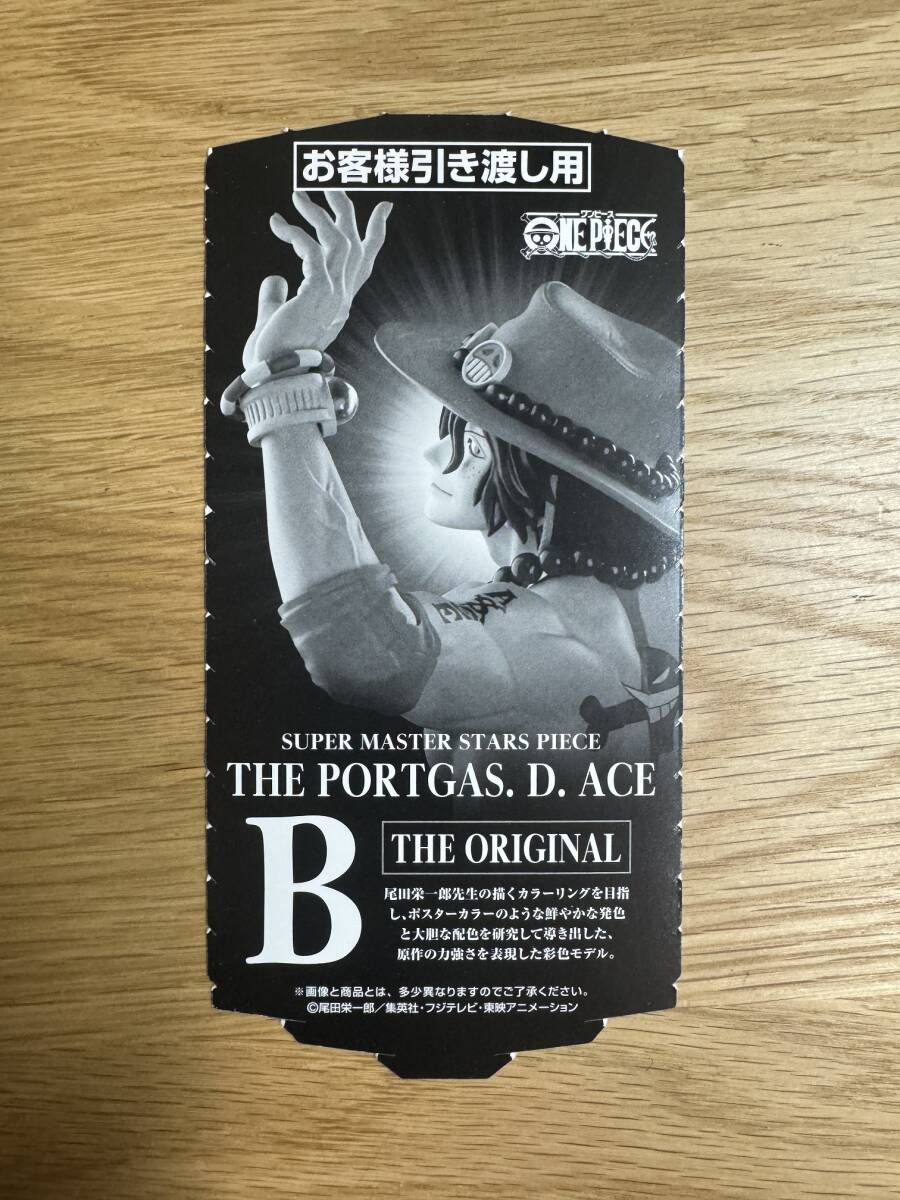 お客様引き渡し用
ワンピース
ONE PIECE
SUPER MASTER STARS PIECE
THE PORTGAS. D. ACE
B
THE ORIGINAL
尾田栄一郎先生の描くカラーリングを目指
し、ポスターカラーのような鮮やかな発色
と大胆な配色を研究して導き出した、
原作の力強さを表現した彩色モデル。
※画像と商品とは、多少異なりますのでご了承ください。
©尾田栄一郎／集英社・フジテレビ・東映アニメーション